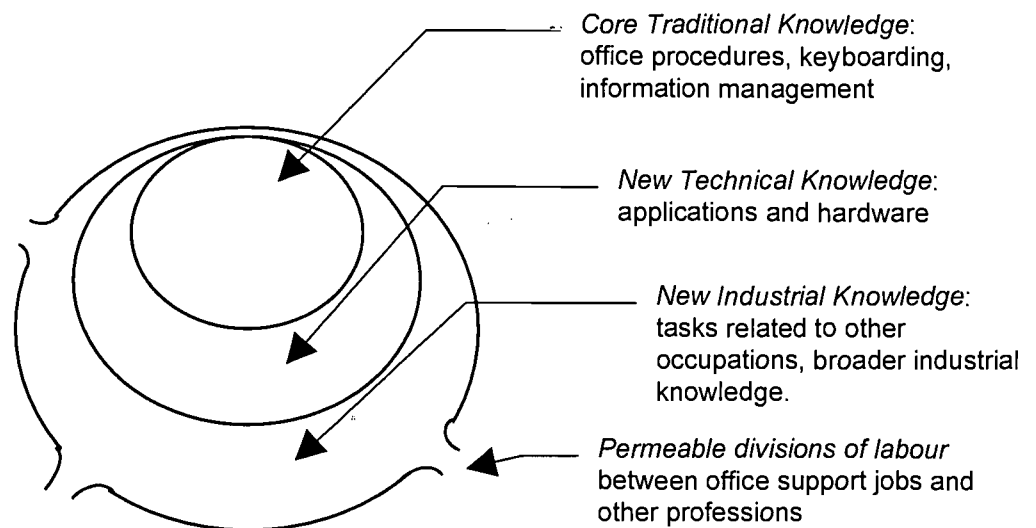 Core Traditional Knowledge:
office procedures, keyboarding,
information management
New Technical Knowledge:
applications and hardware
New Industrial Knowledge:
tasks related to other
occupations, broader industrial
knowledge.
Permeable divisions of labour
between office support jobs and
other professions